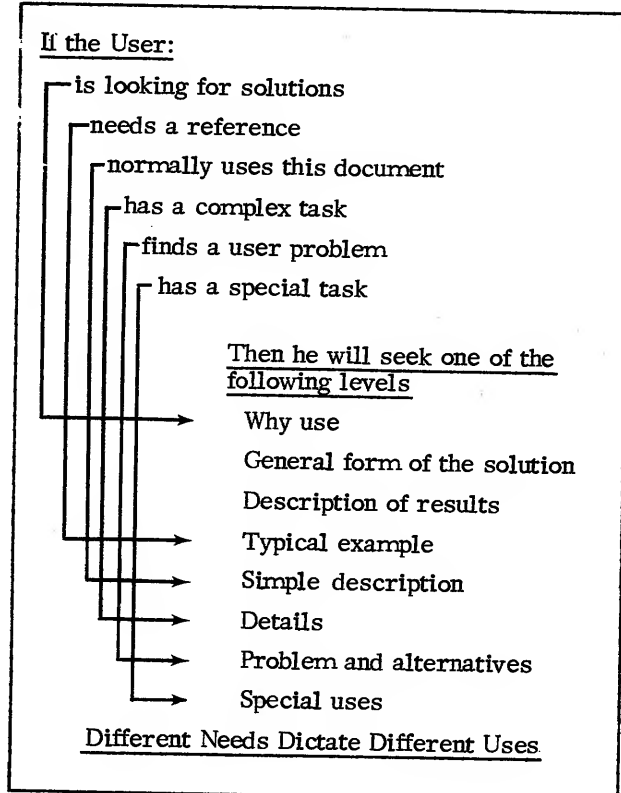 If the User:
is looking for solutions
needs a reference
normally uses this document
has a complex task
finds a user problem
has a special task
Then he will seek one of the
following levels
Why use
General form of the solution
Description of results
Typical example
Simple description
Details
Problem and alternatives
Special uses
Different Needs Dictate Different Uses